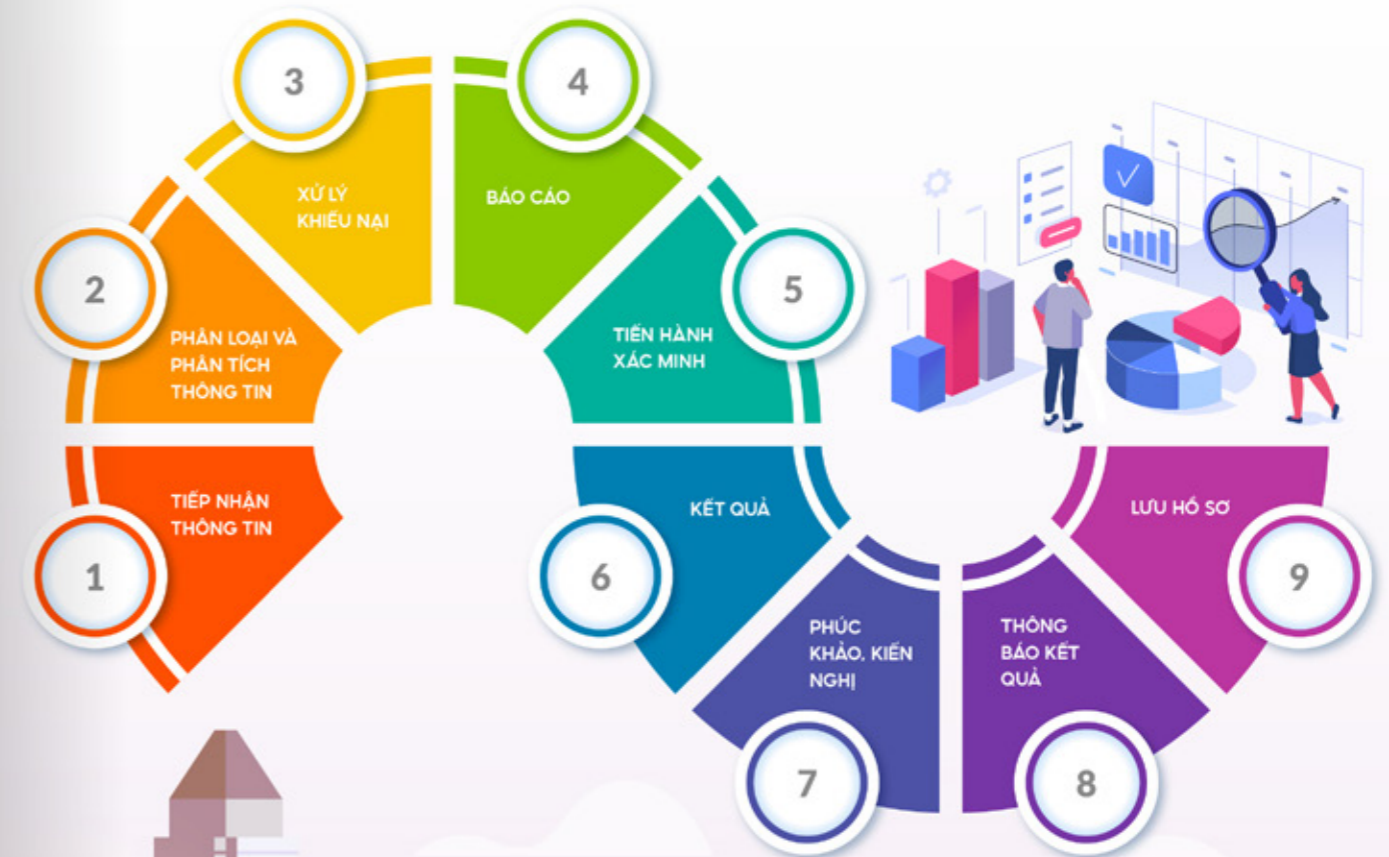 1
TIẾP NHẬN
THÔNG TIN
2
PHÂN LOẠI VÀ
PHÂN TÍCH
THÔNG TIN
3
XỬ LÝ
KHIẾU NẠI
4
BÁO CÁO
5
TIẾN HÀNH
XÁC MINH
6
KẾT QUẢ
7
PHÚC
KHẢO, KIẾN
NGHỊ
8
THÔNG
BÁO KẾT
QUẢ
9
LƯU HỒ SƠ